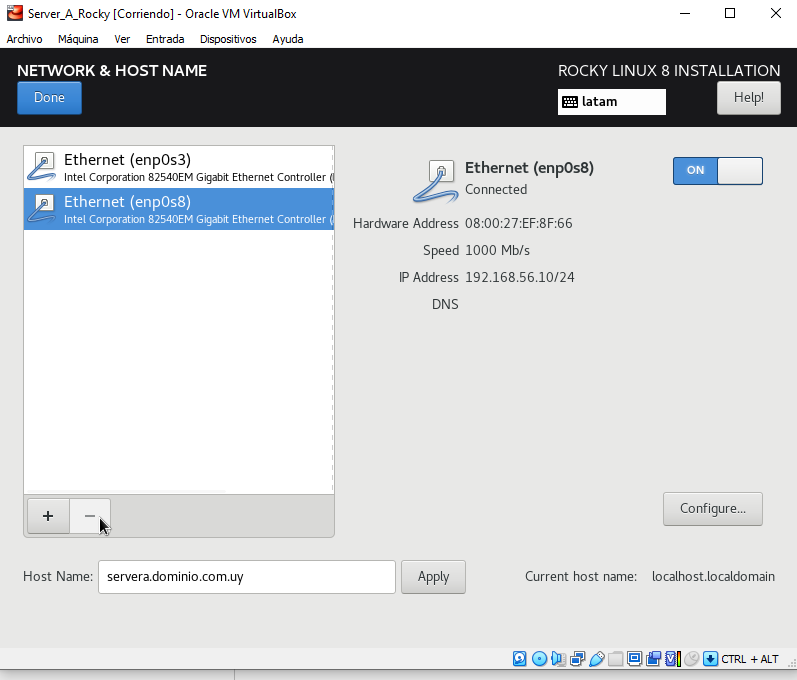 Server_A_Rocky [Corriendo] - Oracle VM VirtualBox
Archivo Máquina Ver Entrada Dispositivos Ayuda
NETWORK & HOST NAME
ROCKY LINUX 8 INSTALLATION
Done
latam
Help!
Ethernet (enp0s3)
Intel Corporation 82540EM Gigabit Ethernet Controller (
Ethernet (enp0s8)
Intel Corporation 82540EM Gigabit Ethernet Controller (
Ethernet (enp0s8)
Connected
ON
Hardware Address 08:00:27:EF:8F:66
Speed 1000 Mb/s
IP Address 192.168.56.10/24
DNS
+ −
Configure...
Host Name: servera.dominio.com.uy Apply
Current host name: localhost.localdomain
CTRL + ALT